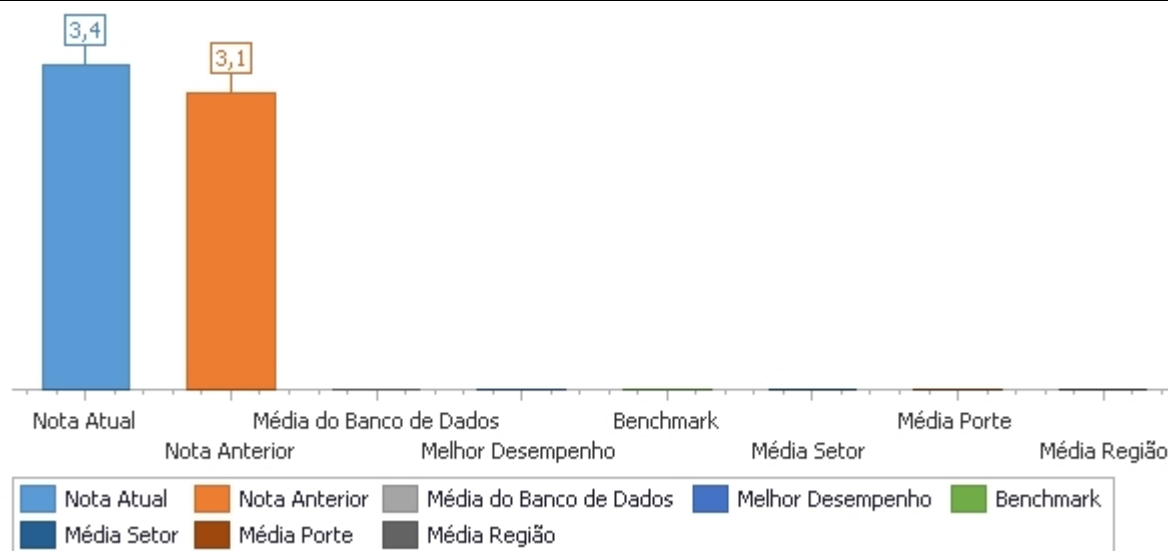 3,4
3,1
Nota Atual
Média do Banco de Dados
Benchmark
Média Porte
Nota Anterior
Melhor Desempenho
Média Setor
Média Região
Nota Atual
Nota Anterior
Média do Banco de Dados
Melhor Desempenho
Benchmark
Média Setor
Média Porte
Média Região